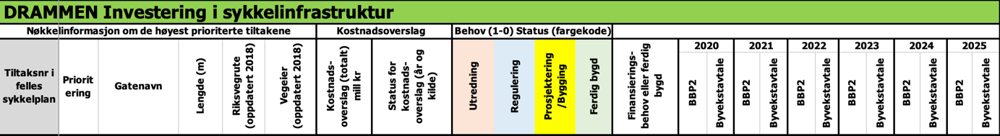 DRAMMEN Investering i sykkelinfrastruktur
Nøkkelinformasjon om de høyest prioriterte tiltakene
Kostnadsoverslag
Behov (1-0) Status (fargekode)
Tiltaksnr i
felles
sykkelplan
Priorit
ering
Gatenavn
Lengde (m)
Riksvegrute
(oppdatert 2018)
Vegeier
(oppdatert 2018)
Kostnads-
overslag (totalt)
mill kr
Status for
kostnads-
overslag (år og
kilde)
Utredning
Regulering
Prosjektering
/Bygging
Ferdig bygd
Finansierings-
behov eller ferdig
bygd
2020
BBP2
Byvekstavtale
2021
BBP2
Byvekstavtale
2022
BBP2
Byvekstavtale
2023
BBP2
Byvekstavtale
2024
BBP2
Byvekstavtale
2025
BBP2
Byvekstavtale